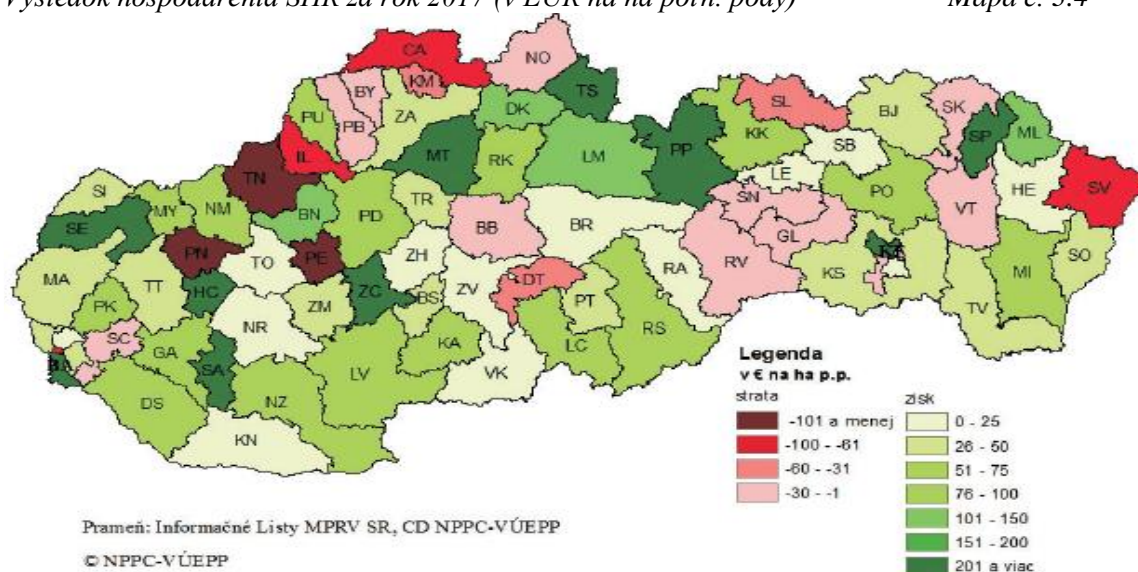 Výsledok hospodárenia SHR za rok 2017 (v EUR na ha poľn. pôdy) Mapa č. 3.4
CA NO
KM TS
BY SL BJ SK
PU PB ZA DK KK SP ML
IL MT RK LM PP SB
TN LE HE SV
SI MY NM BN PD TR SN PO VT
SE BB BR GL
PN TO PE ZH RA RV KS SO
MA TT HC ZM ZC BS ZV DT PT MI
PK NR RS TV
SC GA SA KA LC
LV VK
DS NZ
KN
Legenda
v € na ha p.p.
strata
-101 a menej
-100 - -61
-60 - -31
-30 - -1
zisk
0 - 25
26 - 50
51 - 75
76 - 100
101 - 150
151 - 200
201 a viac
Prameň: Informačné Listy MPRV SR, CD NPPC-VÚEPP
© NPPC-VÚEPP